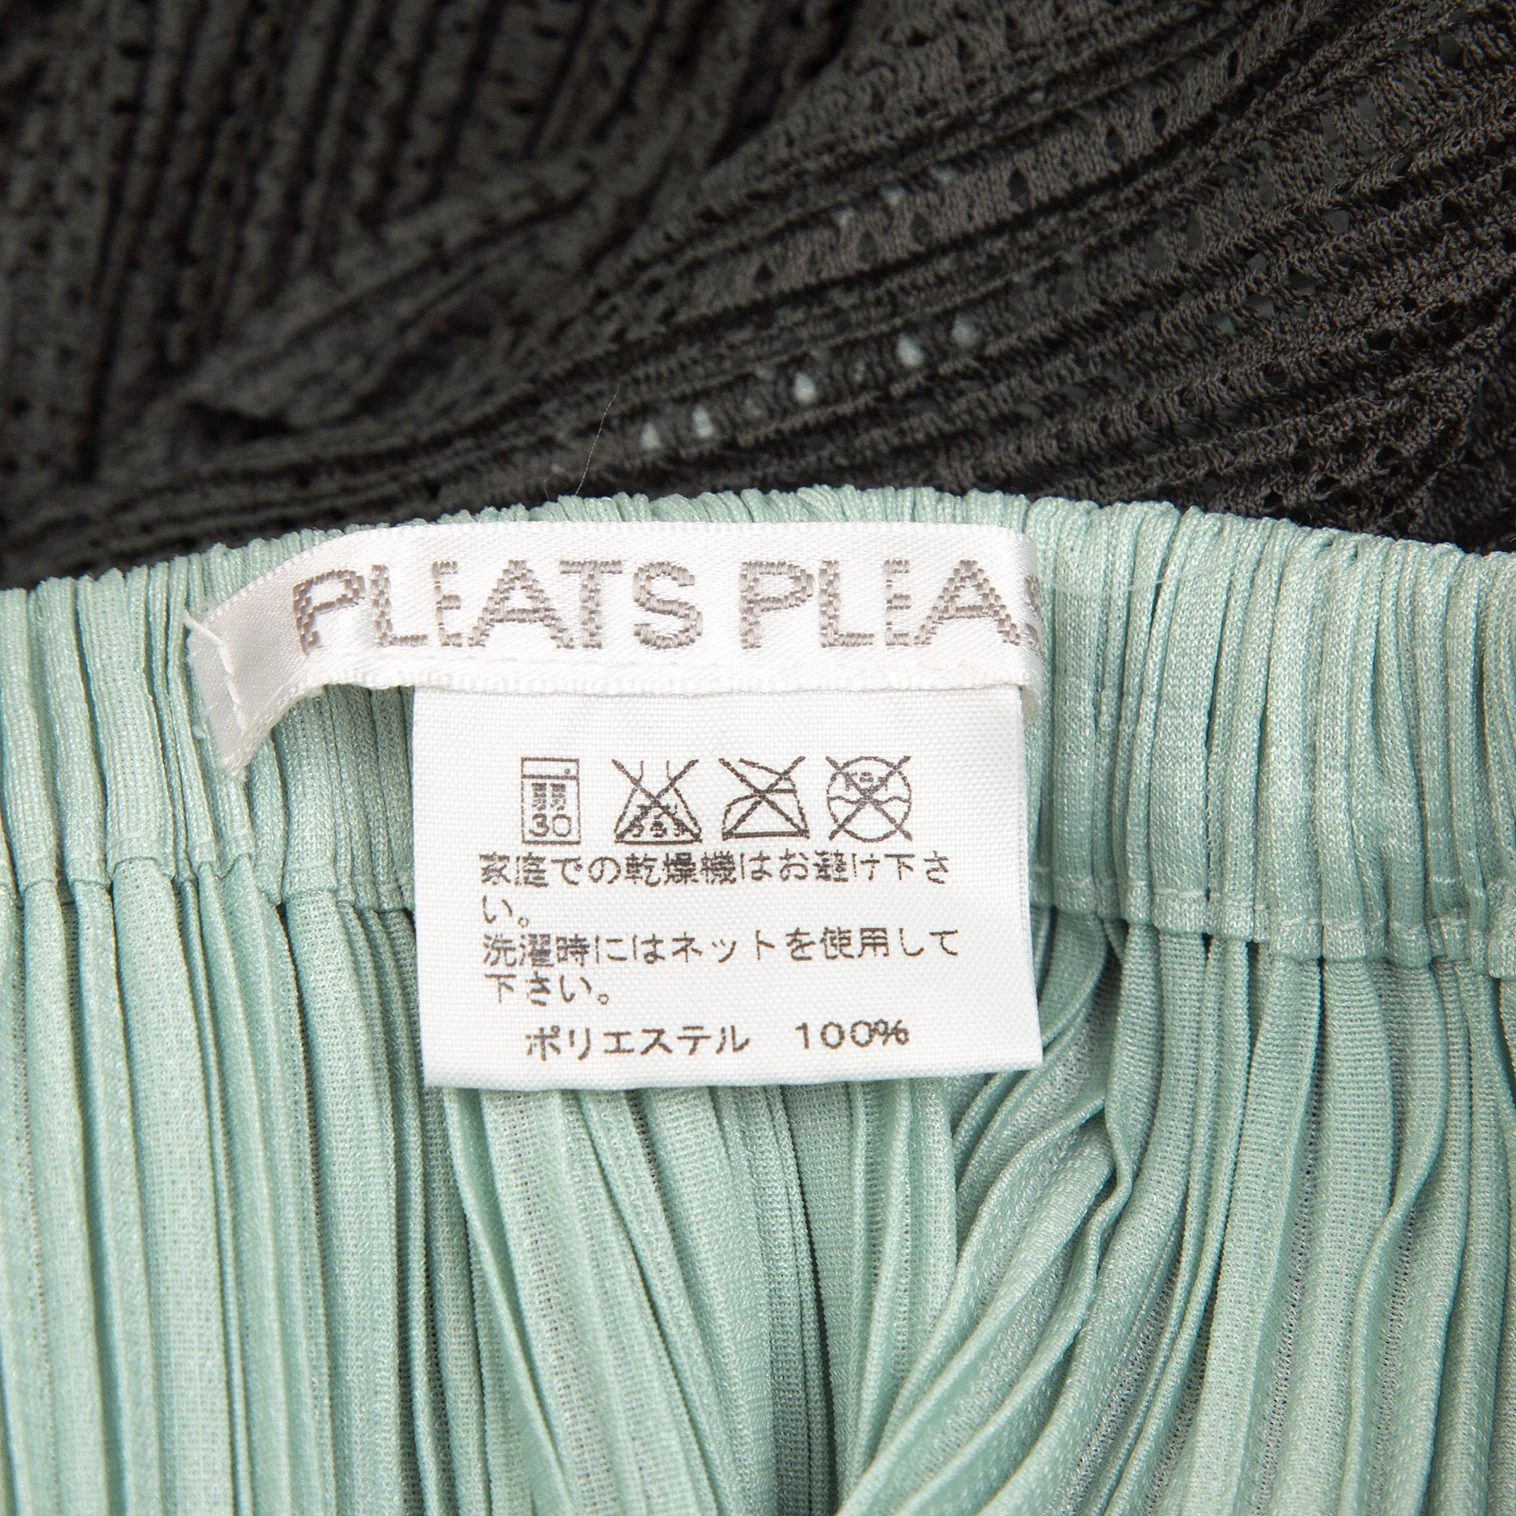 PLEATS PLEAS
30
家庭での乾燥機はお避け下さ
い。
洗濯時にはネットを使用して
下さい。
ポリエステル 100%